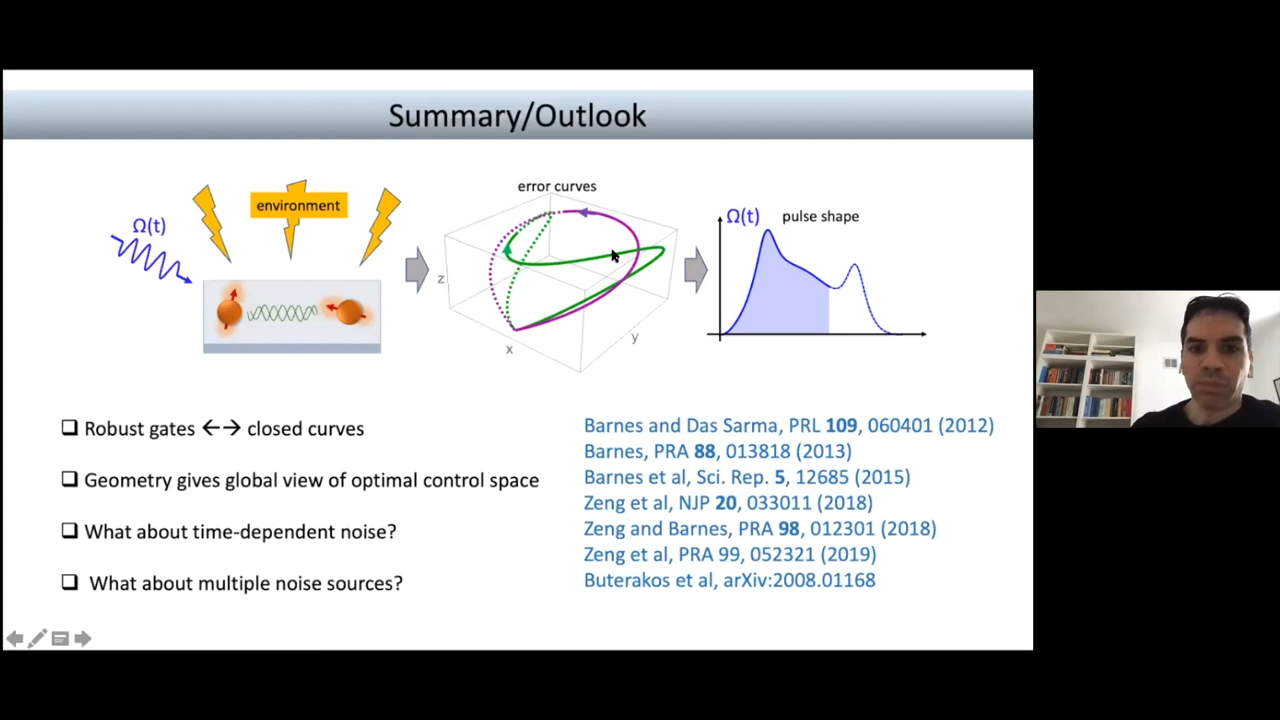 Summary/Outlook
environment
Ω(t)
error curves
z
x
y
Ω(t)
pulse shape
❑ Robust gates ←→ closed curves
❑ Geometry gives global view of optimal control space
❑ What about time-dependent noise?
❑ What about multiple noise sources?
Barnes and Das Sarma, PRL 109, 060401 (2012)
Barnes, PRA 88, 013818 (2013)
Barnes et al, Sci. Rep. 5, 12685 (2015)
Zeng et al, NJP 20, 033011 (2018)
Zeng and Barnes, PRA 98, 012301 (2018)
Zeng et al, PRA 99, 052321 (2019)
Buterakos et al, arXiv:2008.01168